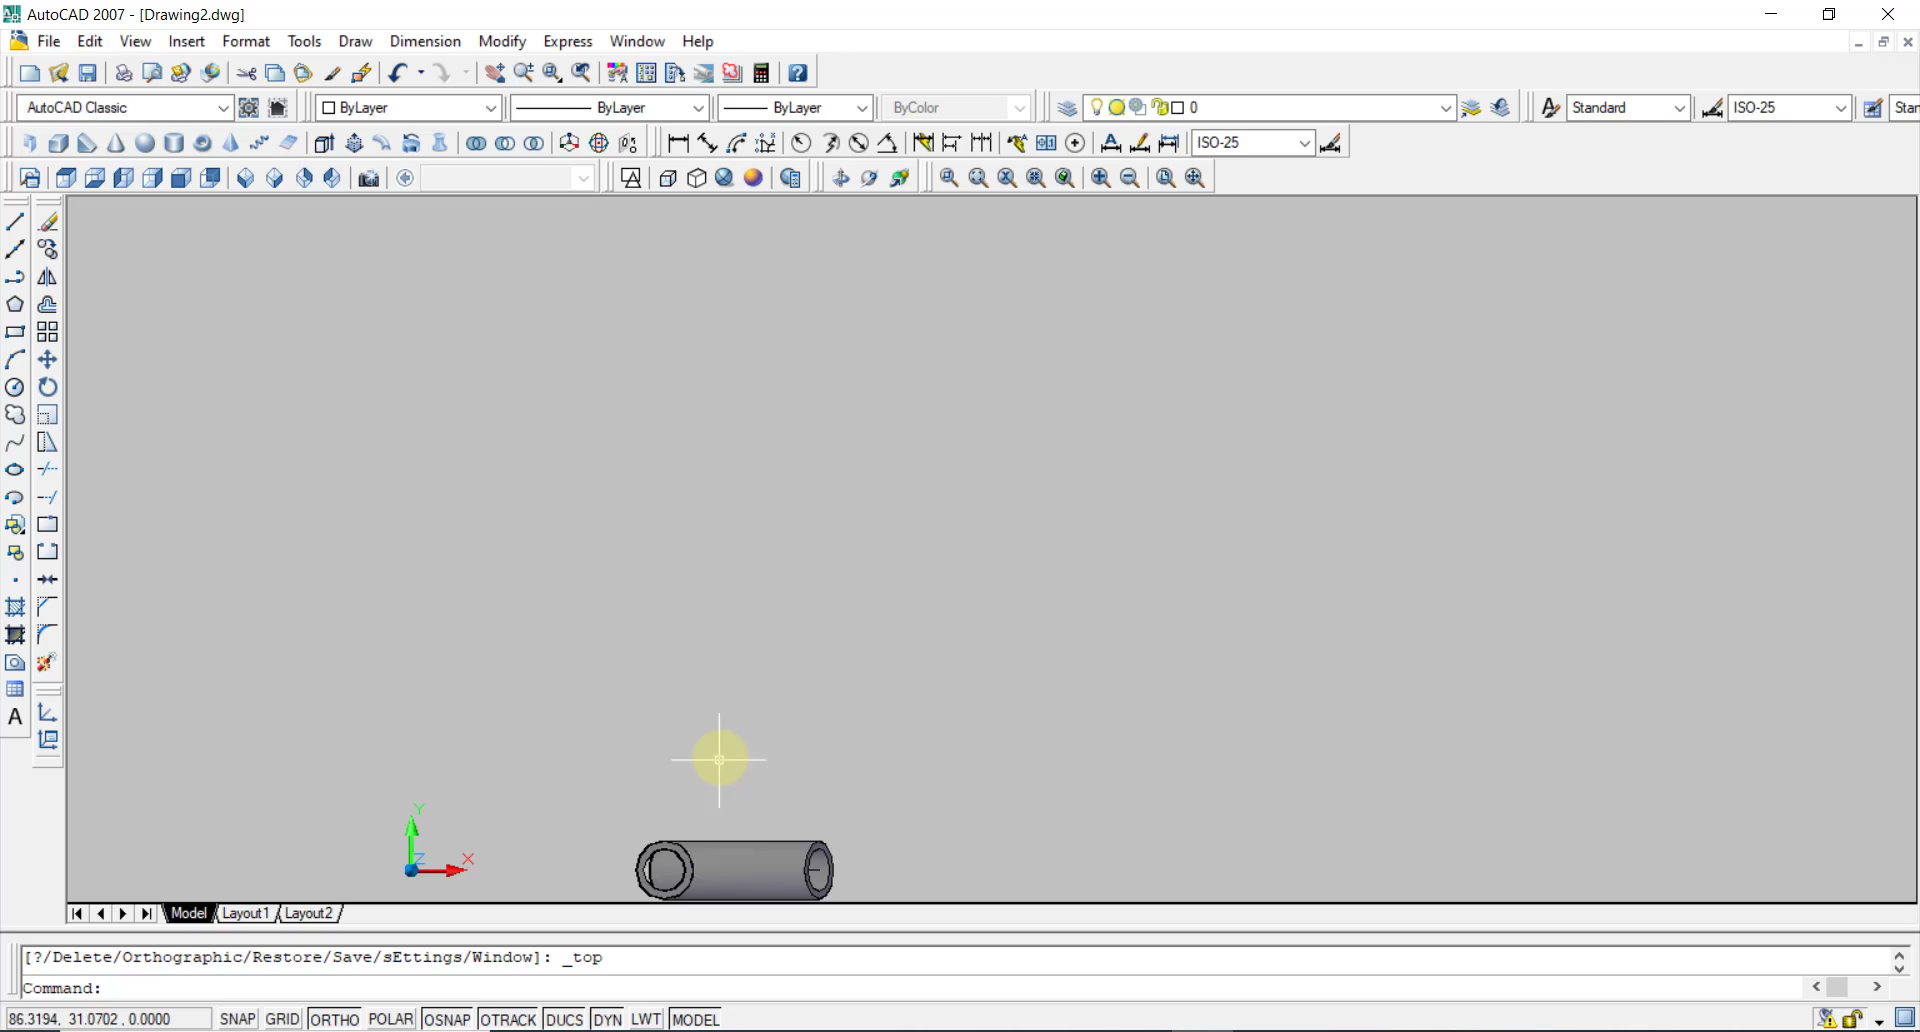 AutoCAD 2007 - [Drawing2.dwg]
File Edit View Insert Format Tools Draw Dimension Modify Express Window Help
AutoCAD Classic ByLayer ByLayer ByLayer ByColor 0 Standard ISO-25 Stan
ISO-25
A
Y
Z X
Model Layout1 Layout2
[?/Delete/Orthographic/Restore/Save/sEttings/Window]: _top
Command:
86.3194, 31.0702 , 0.0000 SNAP GRID ORTHO POLAR OSNAP OTRACK DUCS DYN LWT MODEL